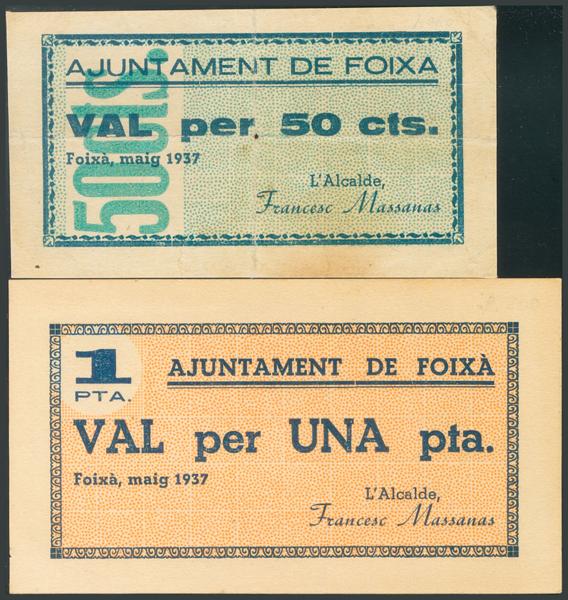 AJUNTAMENT DE FOIXA
50 cts.
VAL per 50 cts.
Foixà, maig 1937
L'Alcalde,
Francesc Massanas
1
PTA.
AJUNTAMENT DE FOIXÀ
VAL per UNA pta.
Foixà, maig 1937
L'Alcalde,
Francesc Massanas